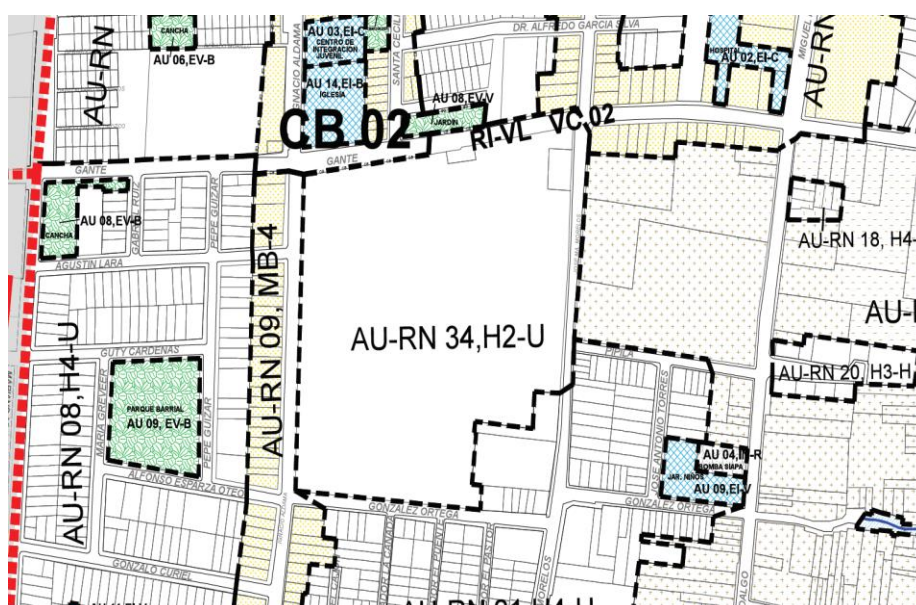 CANCHA
AU 06,EV-B
AU-RN
IGNACIO ALDAMA
AU 03,EI-C
CENTRO DE
INTEGRACIÓN
JUVENIL
AU 14,EI-B
IGLESIA
SANTA CECIL
DR. ALFREDO GARCIA SILVA
HOSPITAL
AU 02,EI-C
MIGUEL
AU-RN
AU 08,EV-V
JARDIN
CB 02
RI-VL
VC 02
GANTE
GANTE
AU 08,EV-B
CANCHA
PEPE GUIZAR
AGUSTIN LARA
AU-RN 18, H4-
AU-RN 09, MB-4
AU-RN 34,H2-U
GUTY CARDENAS
PIPILA
AU-RN 20, H3-H
AU-RN 08,H4-U
MARIA GREVEER
PARQUE BARRIAL
AU 09, EV-B
PEPE GUIZAR
JOSE ANTONIO TORRES
BOMBA SIAPA
JAR. NIÑOS
AU 09,EI-V
ALFONSO ESPARZA OTEO
GONZALEZ ORTEGA
GONZALEZ ORTEGA
GONZALO CURIEL
MORELOS